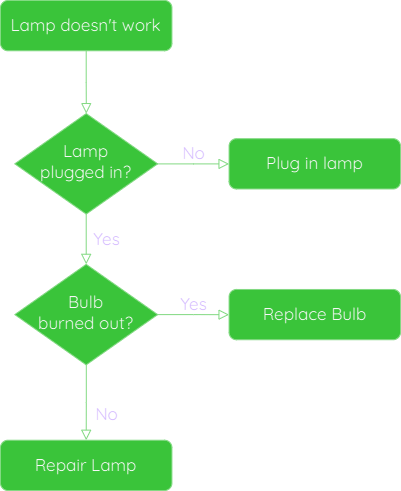 Lamp doesn't work
Lamp
plugged in?
No
Plug in lamp
Yes
Bulb
burned out?
Yes
Replace Bulb
No
Repair Lamp